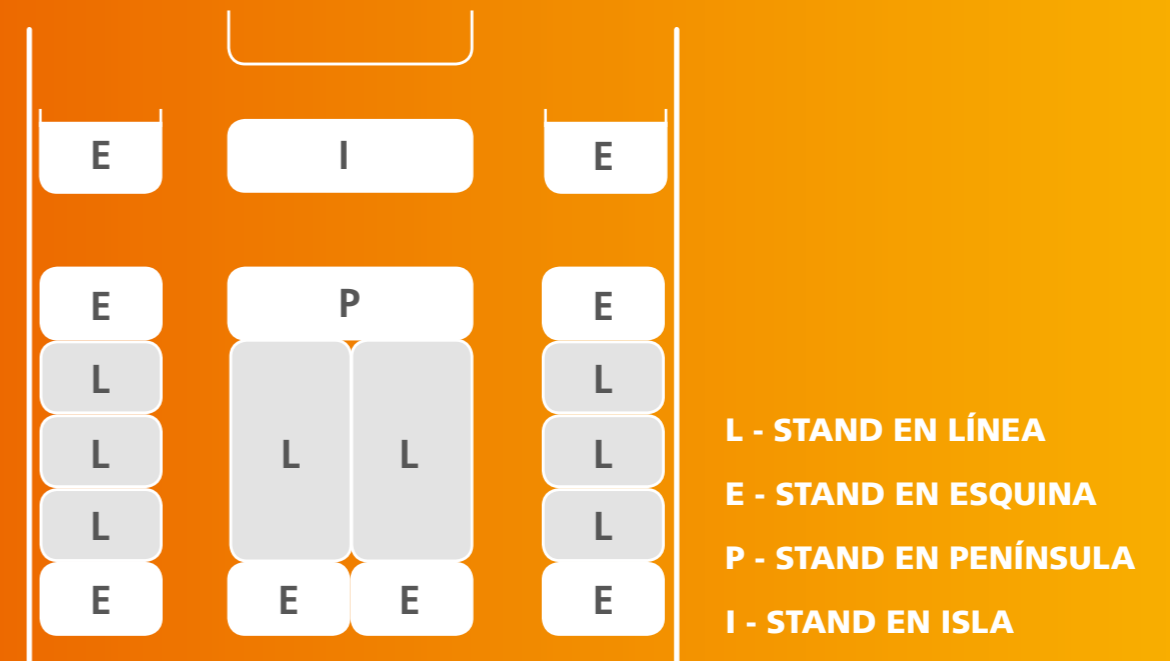 E I E
E P E
L L
L L L L
L L
E E E E
L - STAND EN LÍNEA
E - STAND EN ESQUINA
P - STAND EN PENÍNSULA
I - STAND EN ISLA